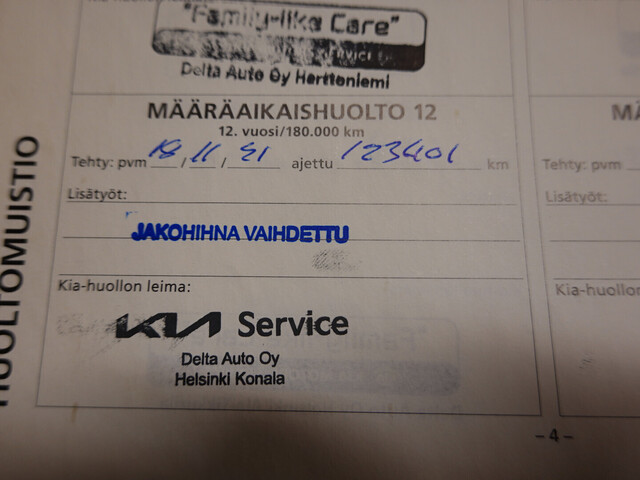 "Family-like Care"
SERVICE
Delta Auto Oy Herttoniemi
MÄÄRÄAIKAISHUOLTO 12
12. vuosi/180.000 km
Tehty: pvm 18 / 11 / 21 ajettu 123401 km
Lisätyöt:
JAKOHIHNA VAIHDETTU
Kia-huollon leima:
KIA Service
Delta Auto Oy
Helsinki Konala
HUOLTOMUISTIO
- 4 -
MÄ
Tehty: pvm
Lisätyöt:
Kia-huollon